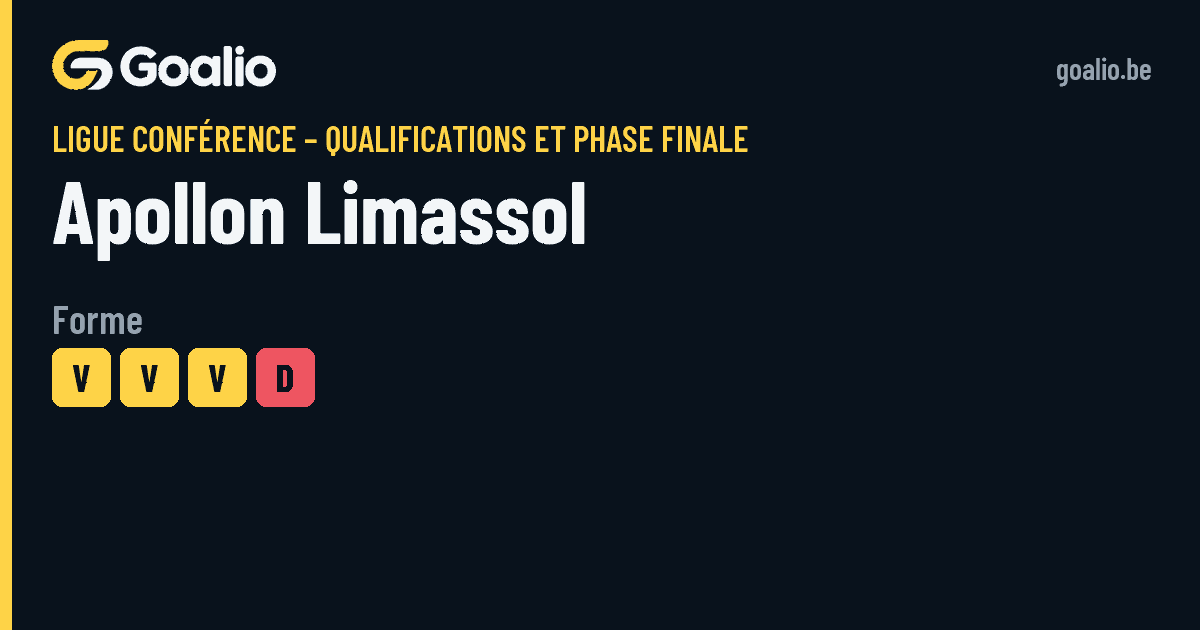 Goalio
goalio.be
LIGUE CONFÉRENCE – QUALIFICATIONS ET PHASE FINALE
Apollon Limassol
Forme
V V V D